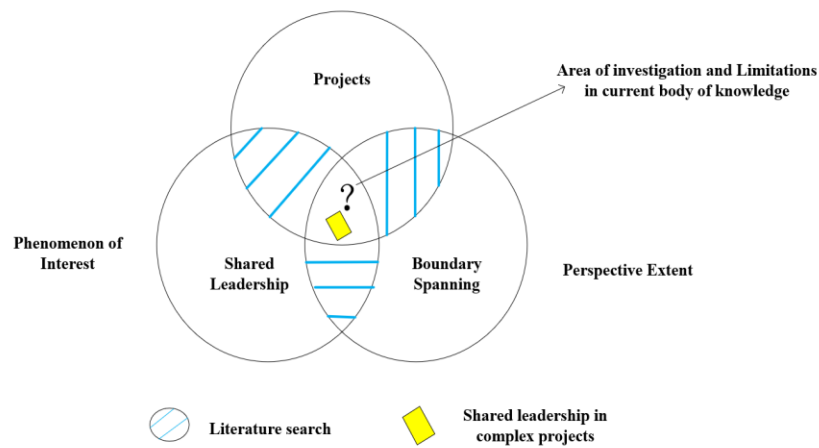 Projects
Area of investigation and Limitations
in current body of knowledge
?
Phenomenon of
Interest
Shared
Leadership
Boundary
Spanning
Perspective Extent
Literature search
Shared leadership in
complex projects